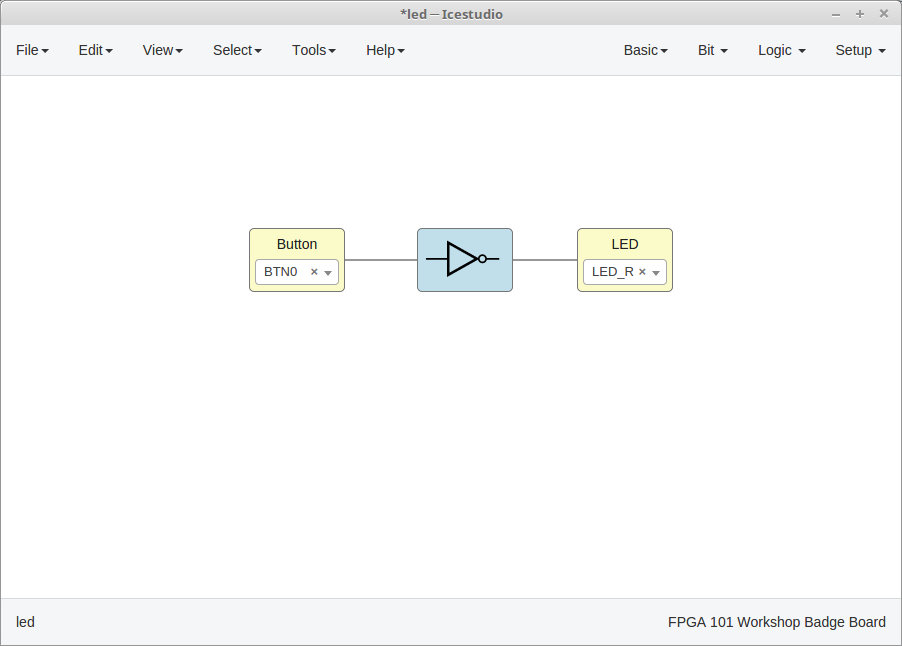 *led — Icestudio
File Edit View Select Tools Help Basic Bit Logic Setup
Button
BTN0
LED
LED_R
led
FPGA 101 Workshop Badge Board